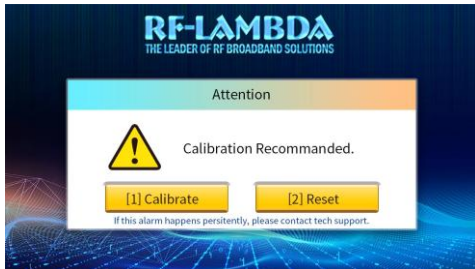 RF-LAMBDA
THE LEADER OF RF BROADBAND SOLUTIONS
Attention
Calibration Recommanded.
[1] Calibrate
[2] Reset
If this alarm happens persitently, please contact tech support.